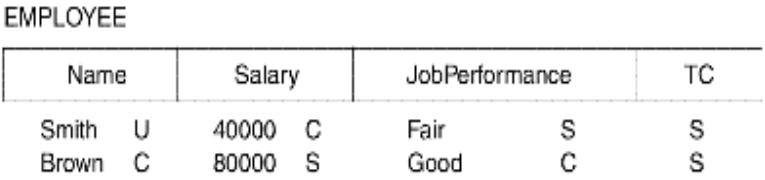 EMPLOYEE
Name Salary JobPerformance TC
Smith U 40000 C Fair S S
Brown C 80000 S Good C S